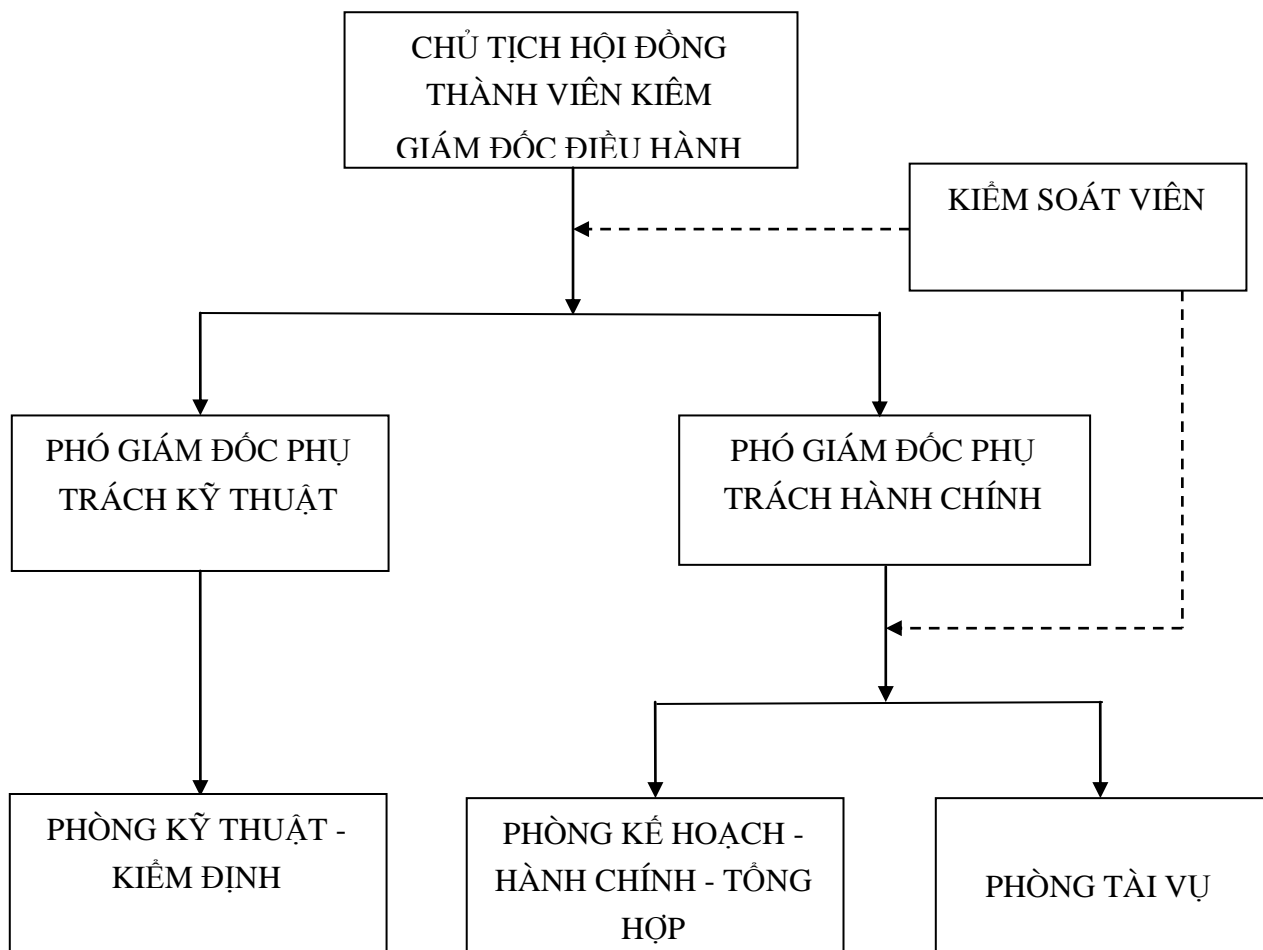 CHỦ TỊCH HỘI ĐỒNG
THÀNH VIÊN KIÊM
GIÁM ĐỐC ĐIỀU HÀNH
KIỂM SOÁT VIÊN
PHÓ GIÁM ĐỐC PHỤ
TRÁCH KỸ THUẬT
PHÓ GIÁM ĐỐC PHỤ
TRÁCH HÀNH CHÍNH
PHÒNG KỸ THUẬT -
KIỂM ĐỊNH
PHÒNG KẾ HOẠCH -
HÀNH CHÍNH - TỔNG
HỢP
PHÒNG TÀI VỤ